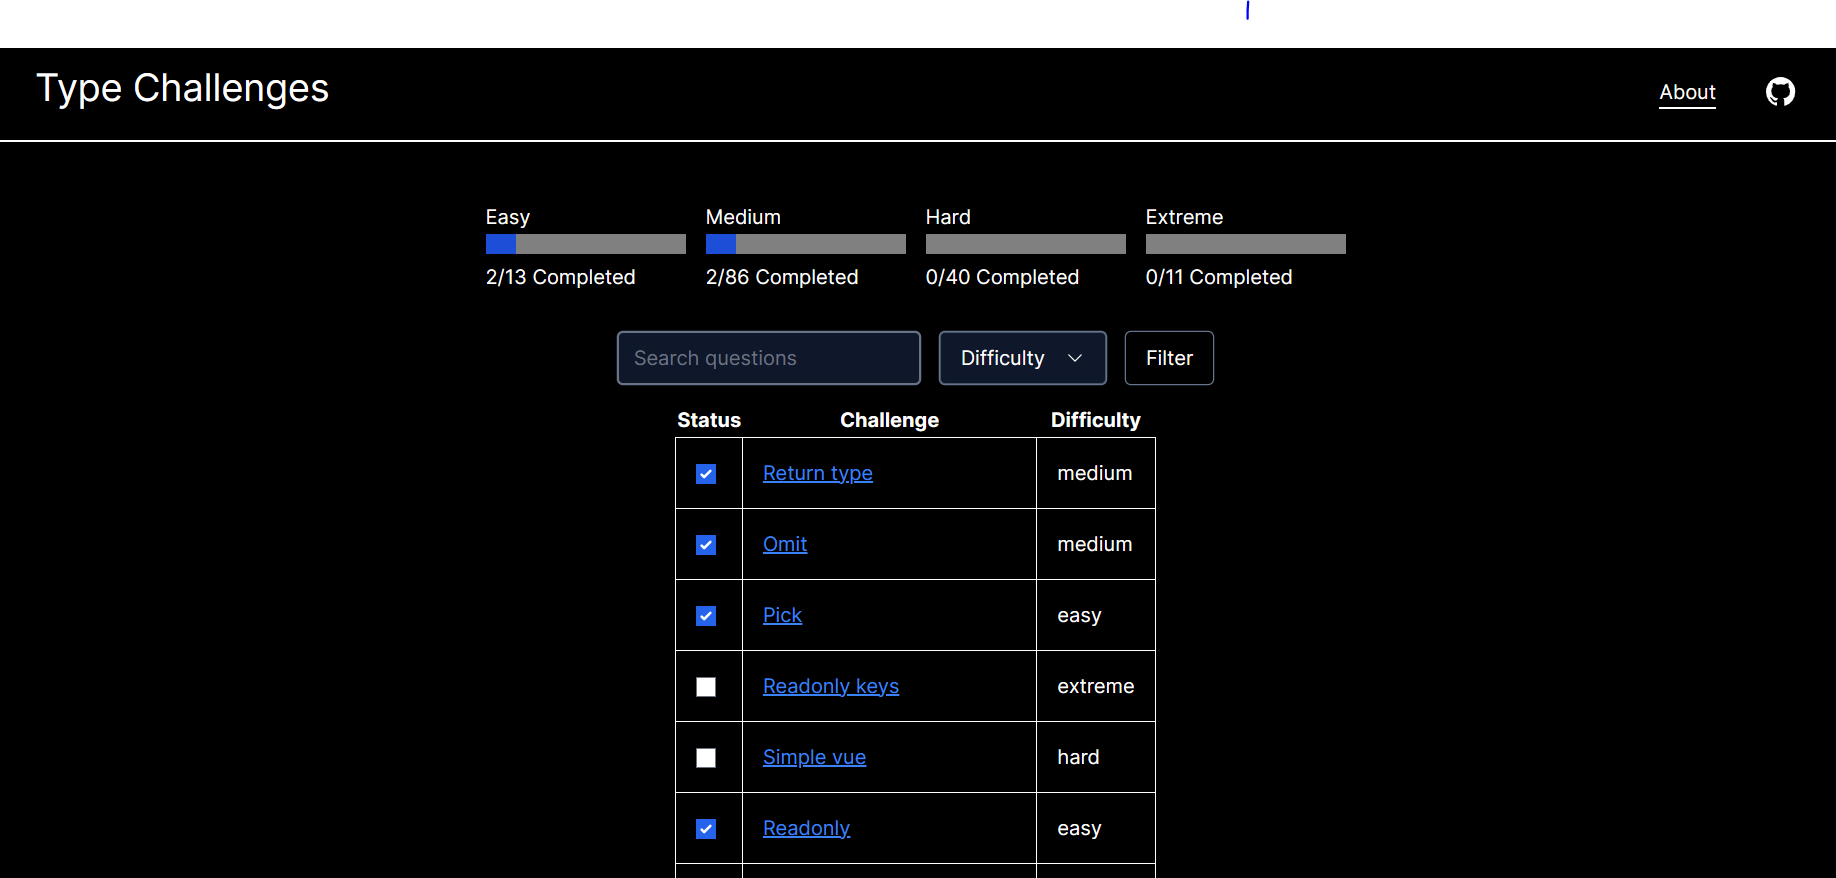 Type Challenges
About
Easy Medium Hard Extreme
2/13 Completed 2/86 Completed 0/40 Completed 0/11 Completed
Search questions Difficulty Filter
Status Challenge Difficulty
Return type medium
Omit medium
Pick easy
Readonly keys extreme
Simple vue hard
Readonly easy